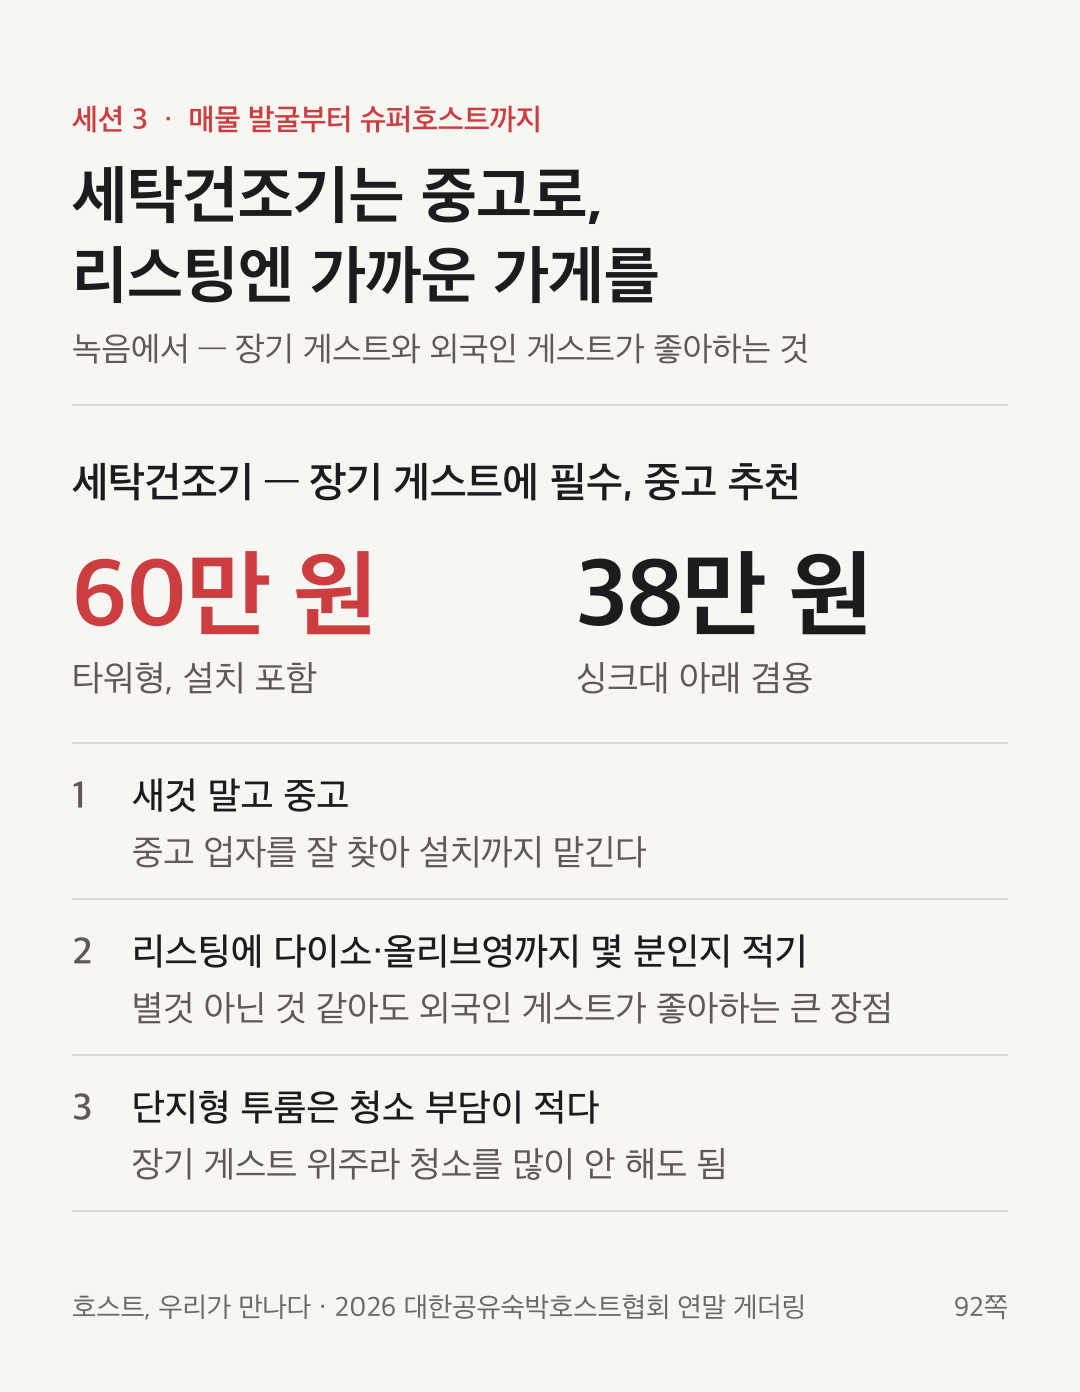 세션 3 · 매물 발굴부터 슈퍼호스트까지
세탁건조기는 중고로,
리스팅엔 가까운 가게를
녹음에서 — 장기 게스트와 외국인 게스트가 좋아하는 것
세탁건조기 — 장기 게스트에 필수, 중고 추천
60만 원
38만 원
타워형, 설치 포함
싱크대 아래 겸용
1 새것 말고 중고
중고 업자를 잘 찾아 설치까지 맡긴다
2 리스팅에 다이소·올리브영까지 몇 분인지 적기
별것 아닌 것 같아도 외국인 게스트가 좋아하는 큰 장점
3 단지형 투룸은 청소 부담이 적다
장기 게스트 위주라 청소를 많이 안 해도 됨
호스트, 우리가 만나다 · 2026 대한공유숙박호스트협회 연말 게더링
92쪽